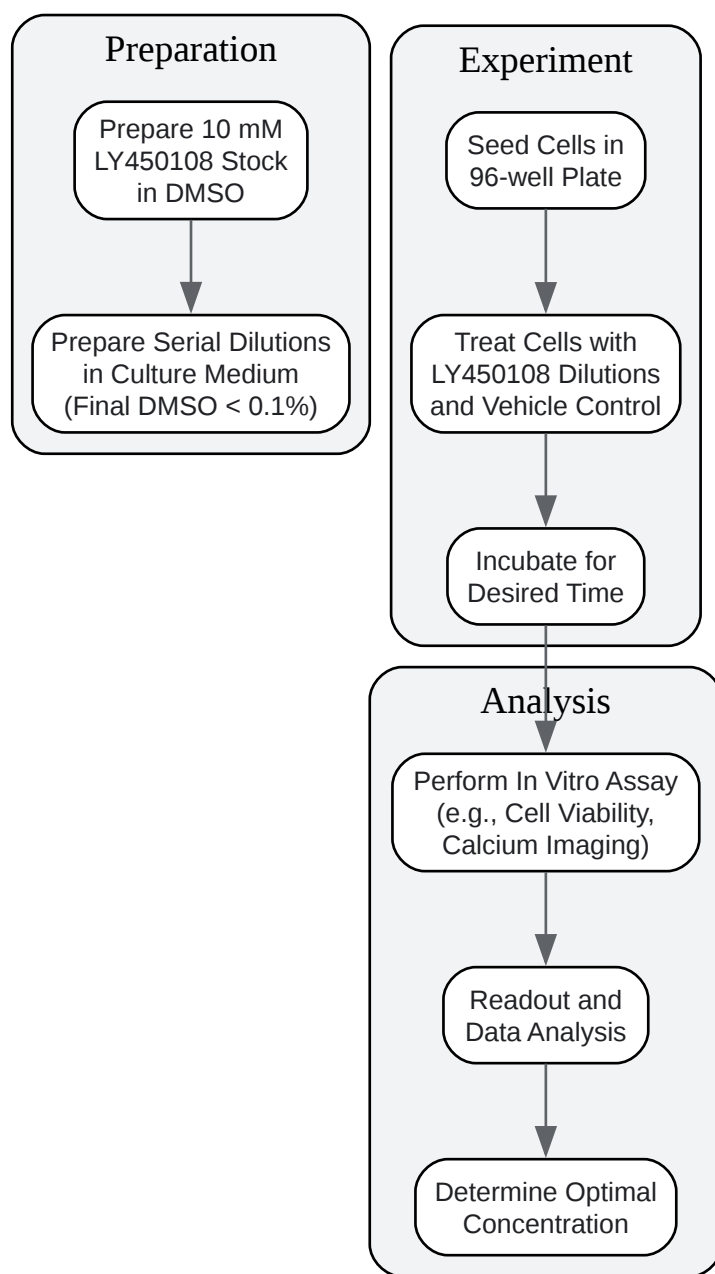 Preparation
Prepare 10 mM
LY450108 Stock
in DMSO
Prepare Serial Dilutions
in Culture Medium
(Final DMSO < 0.1%)
Experiment
Seed Cells in
96-well Plate
Treat Cells with
LY450108 Dilutions
and Vehicle Control
Incubate for
Desired Time
Analysis
Perform In Vitro Assay
(e.g., Cell Viability,
Calcium Imaging)
Readout and
Data Analysis
Determine Optimal
Concentration